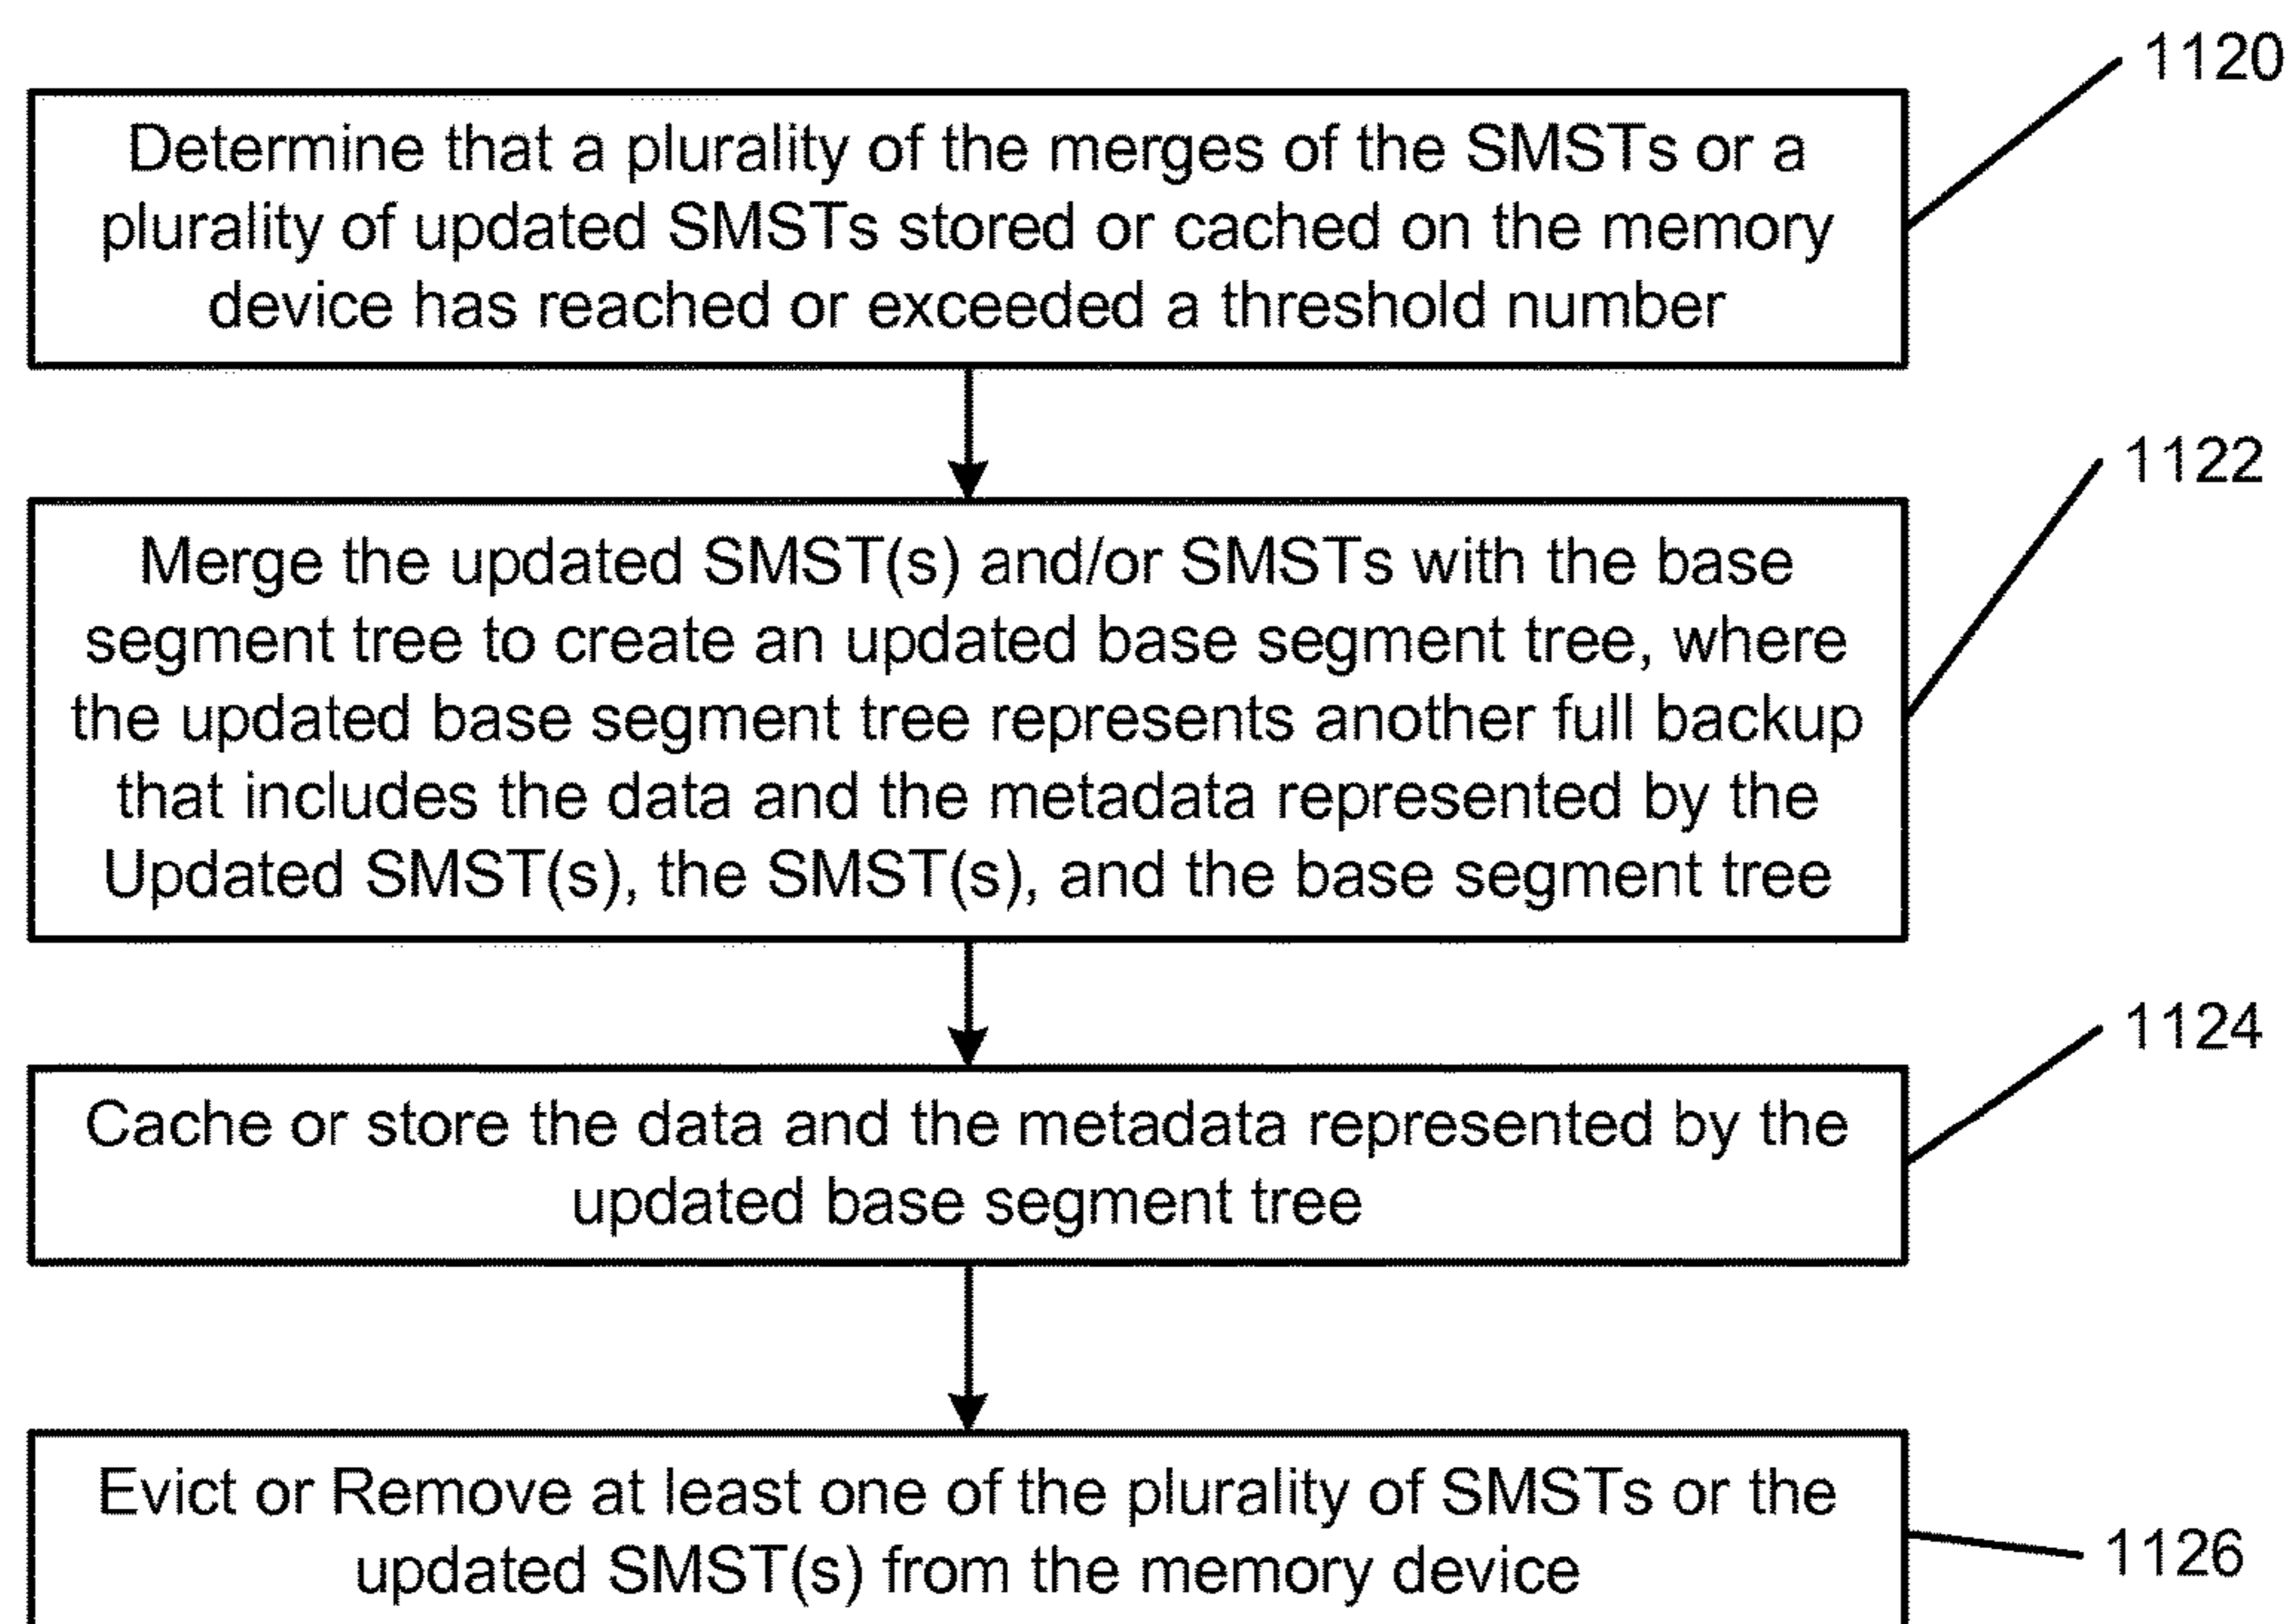 1120
Determine that a plurality of the merges of the SMSTs or a
plurality of updated SMSTs stored or cached on the memory
device has reached or exceeded a threshold number
1122
Merge the updated SMST(s) and/or SMSTs with the base
segment tree to create an updated base segment tree, where
the updated base segment tree represents another full backup
that includes the data and the metadata represented by the
Updated SMST(s), the SMST(s), and the base segment tree
1124
Cache or store the data and the metadata represented by the
updated base segment tree
Evict or Remove at least one of the plurality of SMSTs or the
updated SMST(s) from the memory device
1126